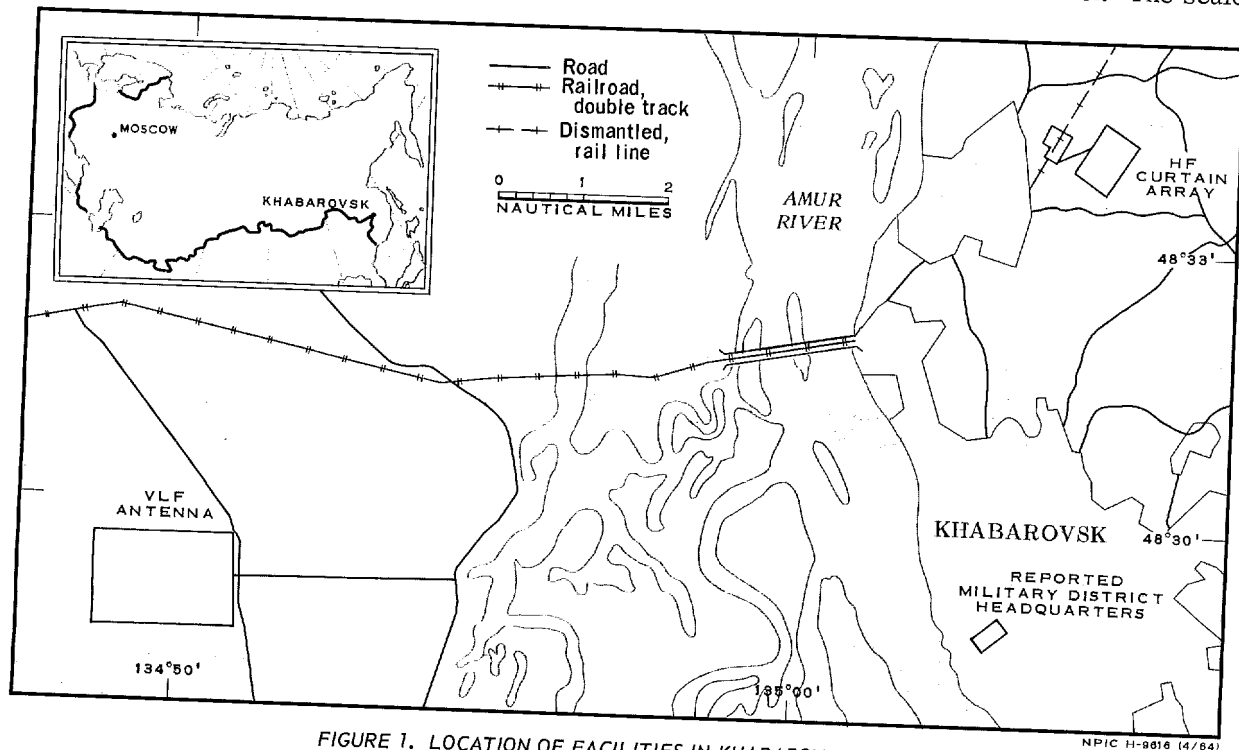 The scale
MOSCOW
KHABAROVSK
Road
Railroad,
double track
Dismantled,
rail line
0 1 2
NAUTICAL MILES
AMUR
RIVER
HF
CURTAIN
ARRAY
48°33'
VLF
ANTENNA
KHABAROVSK
48°30'
REPORTED
MILITARY DISTRICT
HEADQUARTERS
134°50'
135°00'
NPIC H-9616 (4/64)
FIGURE 1. LOCATION OF FACILITIES IN